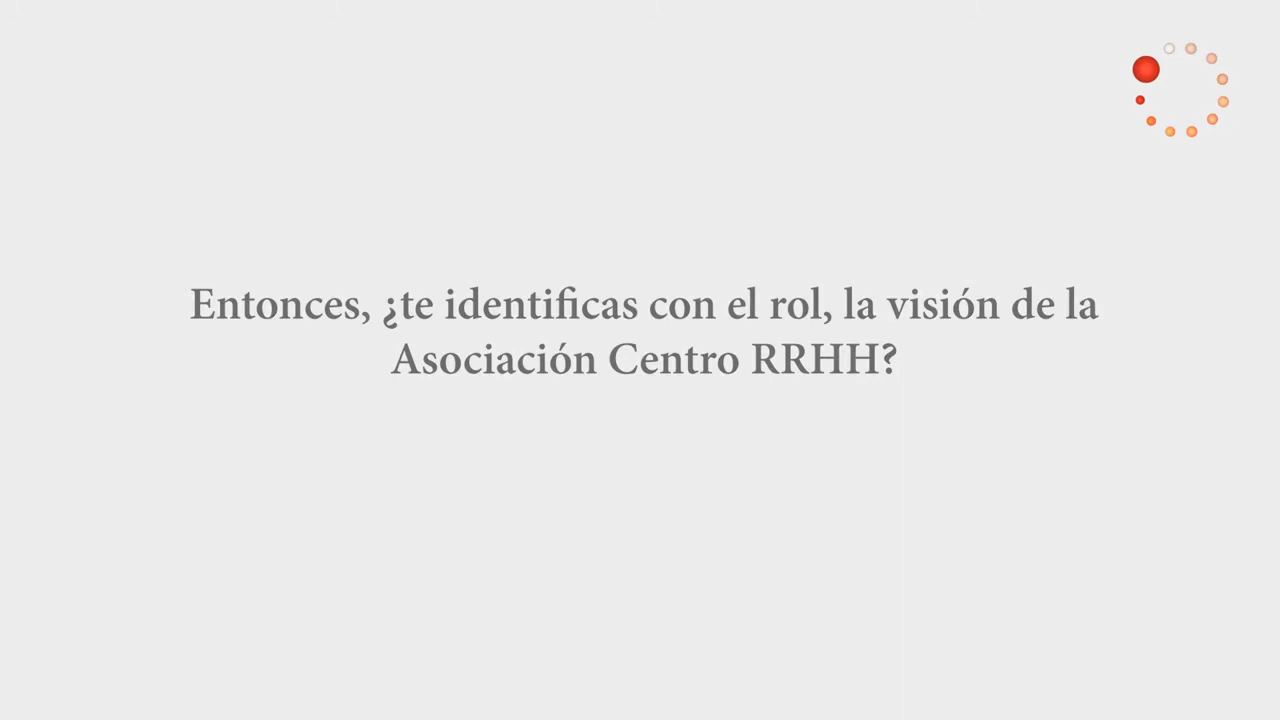 Entonces, ¿te identificas con el rol, la visión de la
Asociación Centro RRHH?